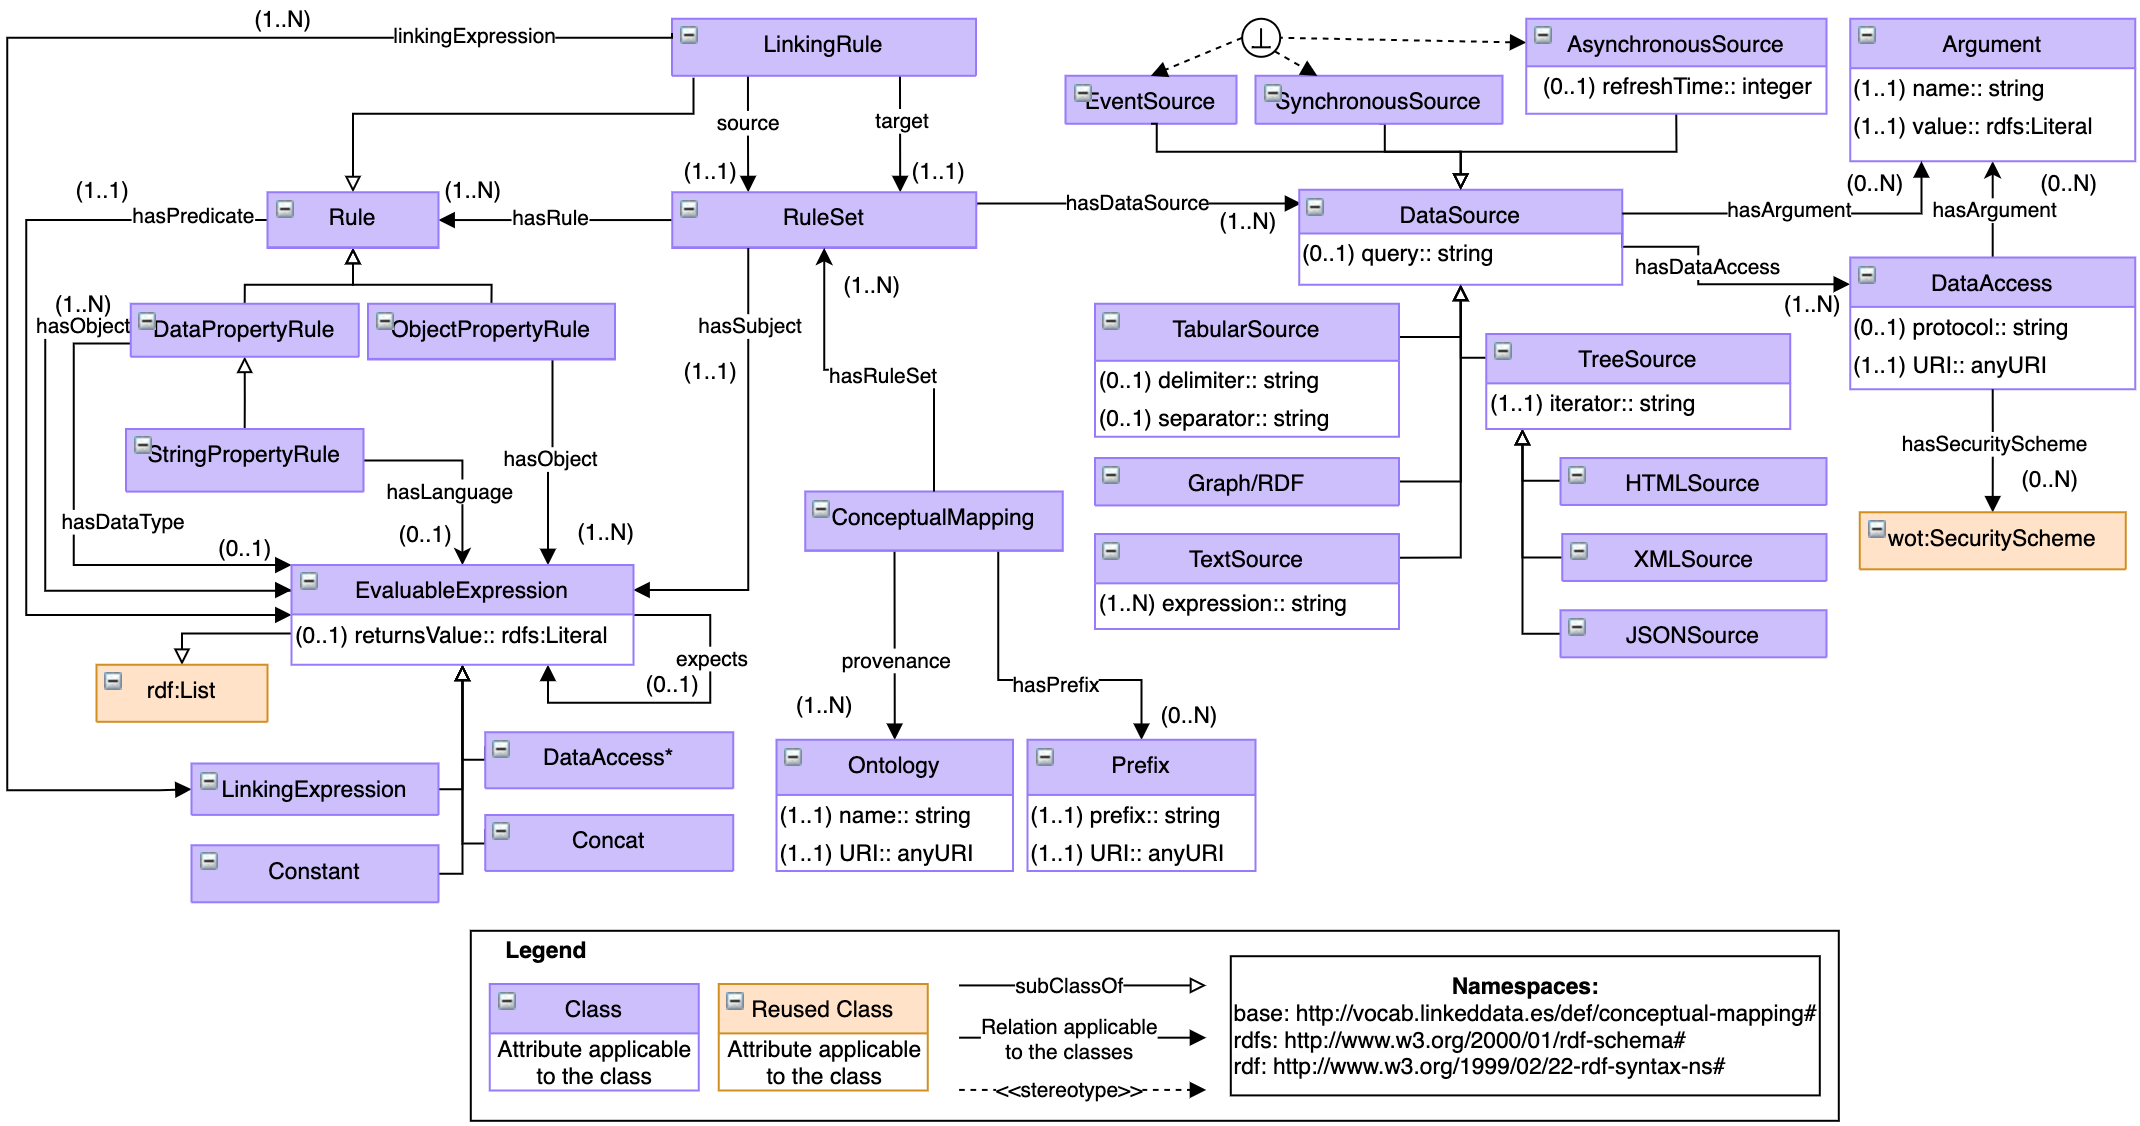 (1..N)
linkingExpression
LinkingRule
source
target
(1..1)
(1..1)
EventSource
SynchronousSource
AsynchronousSource
(0..1) refreshTime:: integer
Argument
(1..1) name:: string
(1..1) value:: rdfs:Literal
(1..1)
hasPredicate
Rule
(1..N)
hasRule
RuleSet
hasDataSource
(1..N)
DataSource
(0..1) query:: string
hasArgument
(0..N)
hasArgument
(0..N)
hasDataAccess
(1..N)
DataAccess
(0..1) protocol:: string
(1..1) URI:: anyURI
(1..N)
hasObject
DataPropertyRule
ObjectPropertyRule
hasSubject
(1..1)
(1..N)
hasRuleSet
TabularSource
(0..1) delimiter:: string
(0..1) separator:: string
TreeSource
(1..1) iterator:: string
hasSecurityScheme
(0..N)
wot:SecurityScheme
StringPropertyRule
hasLanguage
(0..1)
hasObject
(1..N)
hasDataType
(0..1)
ConceptualMapping
Graph/RDF
HTMLSource
TextSource
(1..N) expression:: string
XMLSource
JSONSource
EvaluableExpression
(0..1) returnsValue:: rdfs:Literal
expects
(0..1)
rdf:List
provenance
(1..N)
hasPrefix
(0..N)
DataAccess*
LinkingExpression
Concat
Constant
Ontology
(1..1) name:: string
(1..1) URI:: anyURI
Prefix
(1..1) prefix:: string
(1..1) URI:: anyURI
Legend
Class
Attribute applicable
to the class
Reused Class
Attribute applicable
to the class
subClassOf
Relation applicable
to the classes
<<stereotype>>
Namespaces:
base: http://vocab.linkeddata.es/def/conceptual-mapping#
rdfs: http://www.w3.org/2000/01/rdf-schema#
rdf: http://www.w3.org/1999/02/22-rdf-syntax-ns#